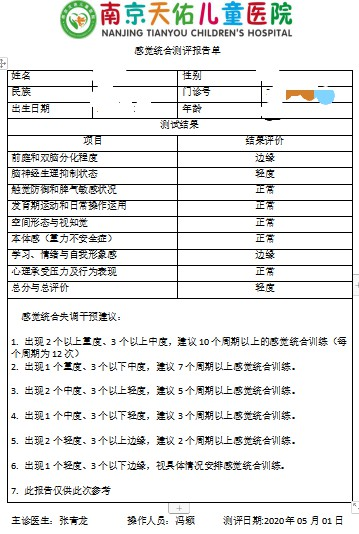 南京天佑儿童医院
NANJING TIANYOU CHILDREN'S HOSPITAL
感觉统合测评报告单
姓名 性别
民族 门诊号
出生日期 年龄
测试结果
项目 结果评价
前庭和双脑分化程度 边缘
脑神经生理抑制状态 轻度
触觉防御和脾气敏感状况 正常
发育期运动和日常操作运用 正常
空间形态与视知觉 正常
本体感（重力不安全症） 正常
学习、情绪与自我形象感 边缘
心理承受压力及行为表现 正常
总分与总评价 轻度
感觉统合失调干预建议：
1. 出现 2 个以上重度、3 个以上中度，建议 10 个周期以上的感觉统合训练（每
个周期为 12 次）
2. 出现 1 个重度、3 个以下中度，建议 7 个周期以上感觉统合训练。
3. 出现 2 个中度、3 个以上轻度，建议 5 个周期以上感觉统合训练。
4. 出现 1 个中度、3 个以下轻度，建议 3 个周期以上感觉统合训练。
5. 出现 2 个轻度、3 个以上边缘，建议 2 个周期以上感觉统合训练。
6. 出现 1 个轻度、3 个以下边缘，视具体情况安排感觉统合训练。
7. 此报告仅供此次参考
主诊医生：张青龙 操作人员：冯颖 测评日期:2020 年 05 月 01 日